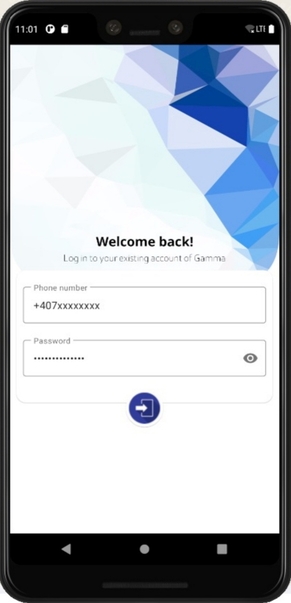 11:01
LTE
Welcome back!
Log in to your existing account of Gamma
Phone number
+407xxxxxxxx
Password
••••••••••••••